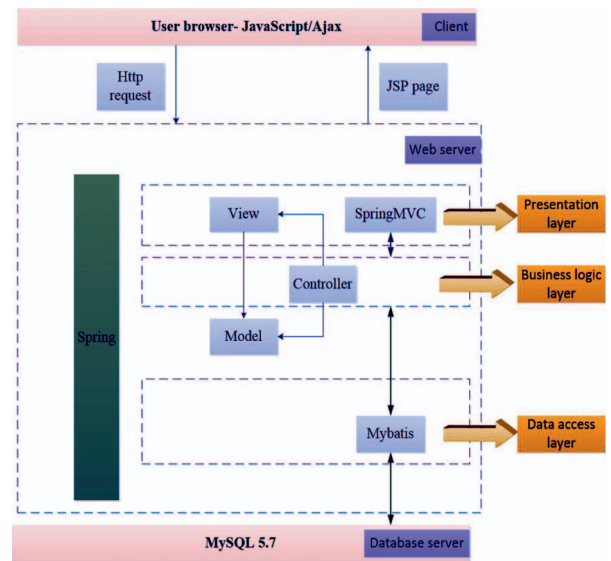 User browser- JavaScript/Ajax
Client
Http
request
JSP page
Web server
View
SpringMVC
Presentation
layer
Controller
Business logic
layer
Spring
Model
Mybatis
Data access
layer
MySQL 5.7
Database server